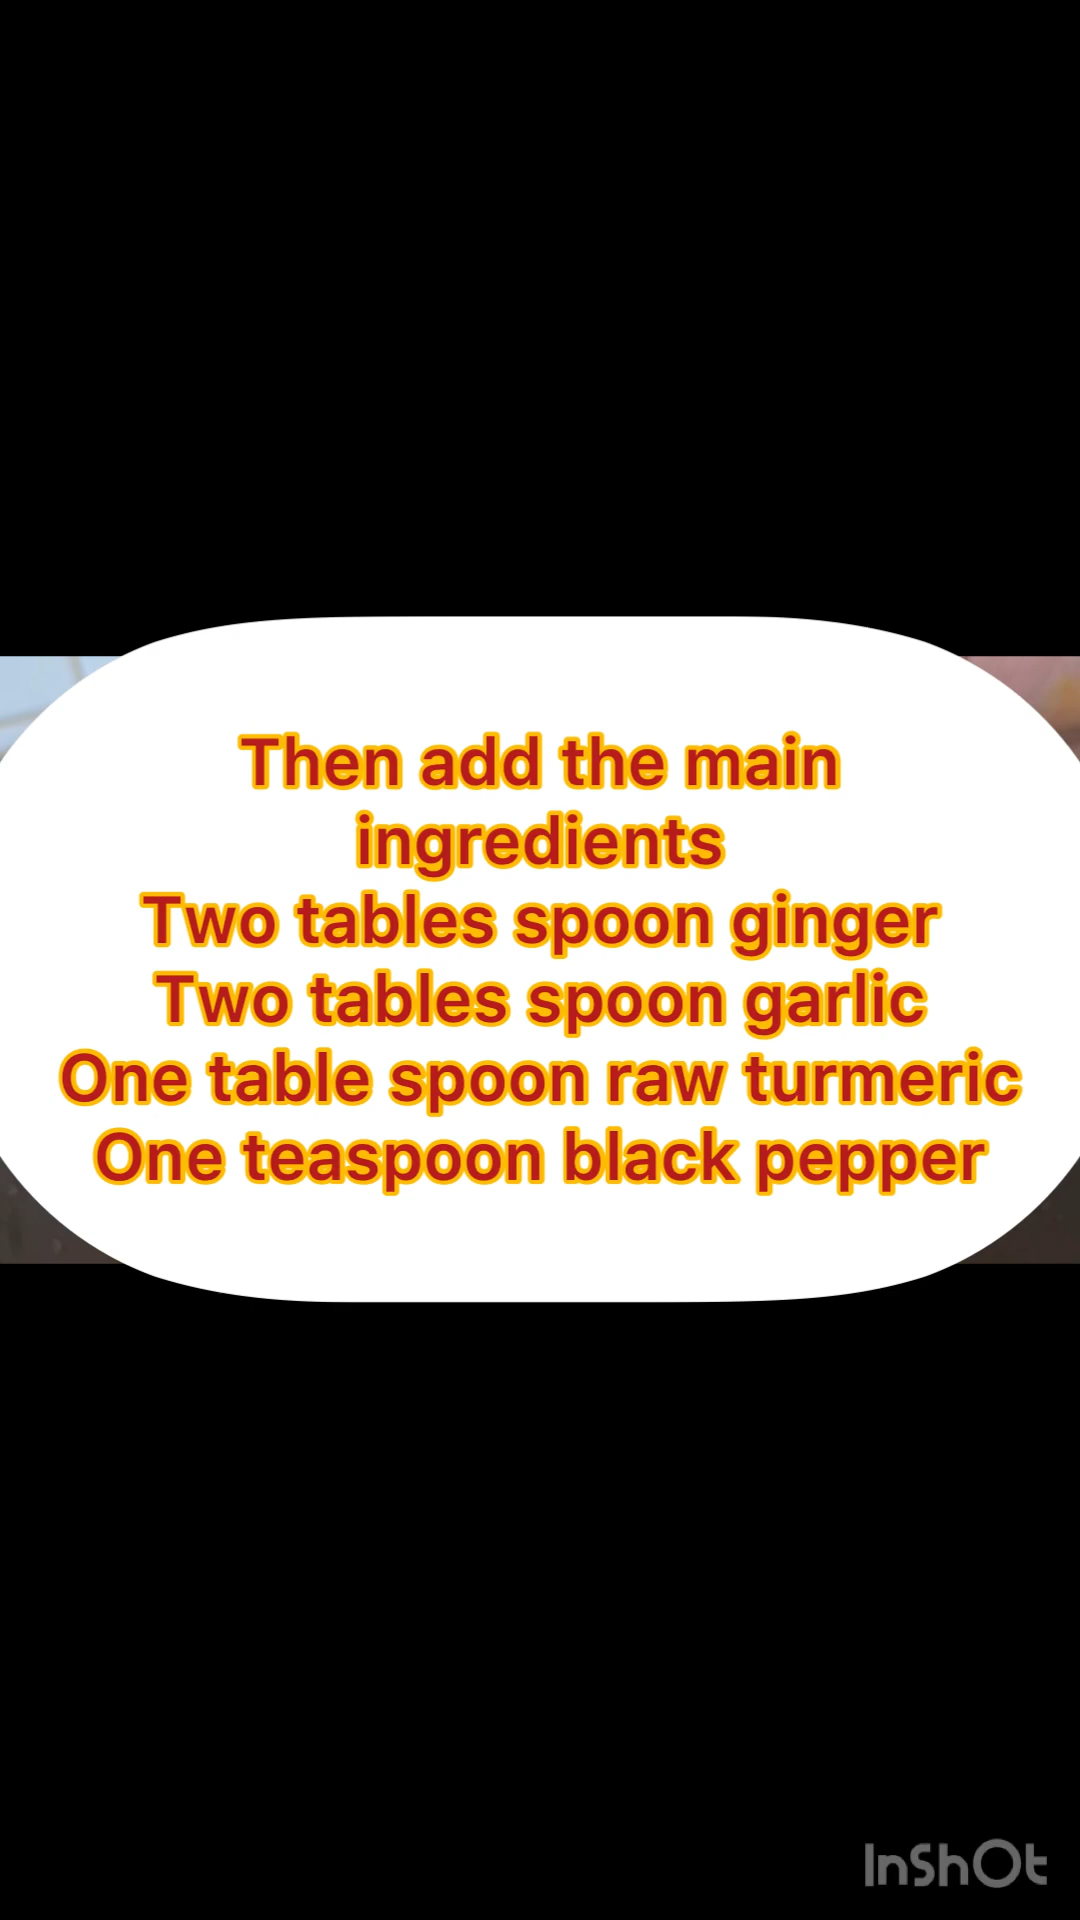 Then add the main
ingredients
Two tables spoon ginger
Two tables spoon garlic
One table spoon raw turmeric
One teaspoon black pepper
InShOt